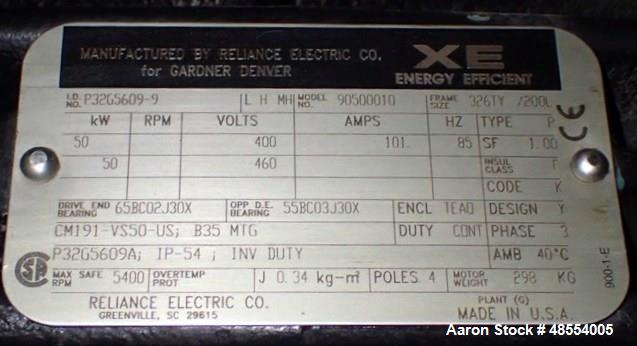 MANUFACTURED BY RELIANCE ELECTRIC CO.
for GARDNER DENVER
XE
ENERGY EFFICIENT
I.D. NO. P32G5609-9 L H MH MODEL NO. 90500010 FRAME SIZE 326TY /200L
CE
kW RPM VOLTS AMPS HZ TYPE P
50 400 101. 85 SF 1.00
50 460 INSUL CLASS F
CODE K
DRIVE END BEARING 65BC02J30X OPP D.E. BEARING 55BC03J30X ENCL TEAO DESIGN Y
CM191-VS50-US; B35 MTG DUTY CONT PHASE 3
P32G5609A; IP-54 ; INV DUTY AMB 40°C
SP
MAX SAFE RPM 5400 OVERTEMP PROT J 0.34 kg-m² POLES 4 MOTOR WEIGHT 298 KG
900-1-E
RELIANCE ELECTRIC CO.
GREENVILLE, SC 29615
PLANT (G)
MADE IN U.S.A.
Aaron Stock # 48554005